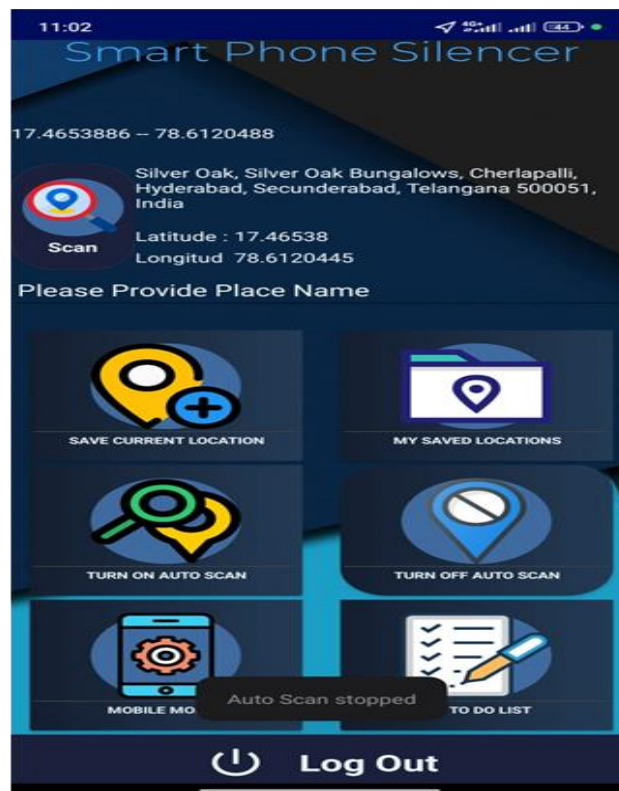 11:02
4G+
44
Smart Phone Silencer
17.4653886 -- 78.6120488
Silver Oak, Silver Oak Bungalows, Cherlapalli,
Hyderabad, Secunderabad, Telangana 500051,
India
Scan
Latitude : 17.46538
Longitud 78.6120445
Please Provide Place Name
SAVE CURRENT LOCATION
MY SAVED LOCATIONS
TURN ON AUTO SCAN
TURN OFF AUTO SCAN
MOBILE MO
Auto Scan stopped
TO DO LIST
Log Out